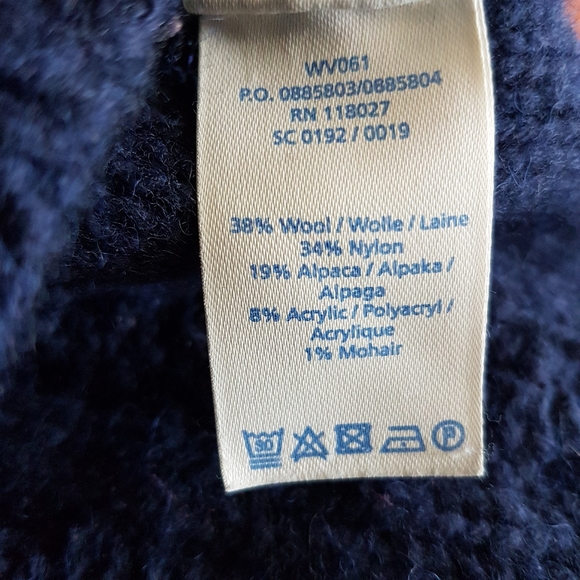 WV061
P.O. 0885803/0885804
RN 118027
SC 0192 / 0019
38% Wool / Wolle / Laine
34% Nylon
19% Alpaca / Alpaka /
Alpaga
8% Acrylic / Polyacryl /
Acrylique
1% Mohair
30
P